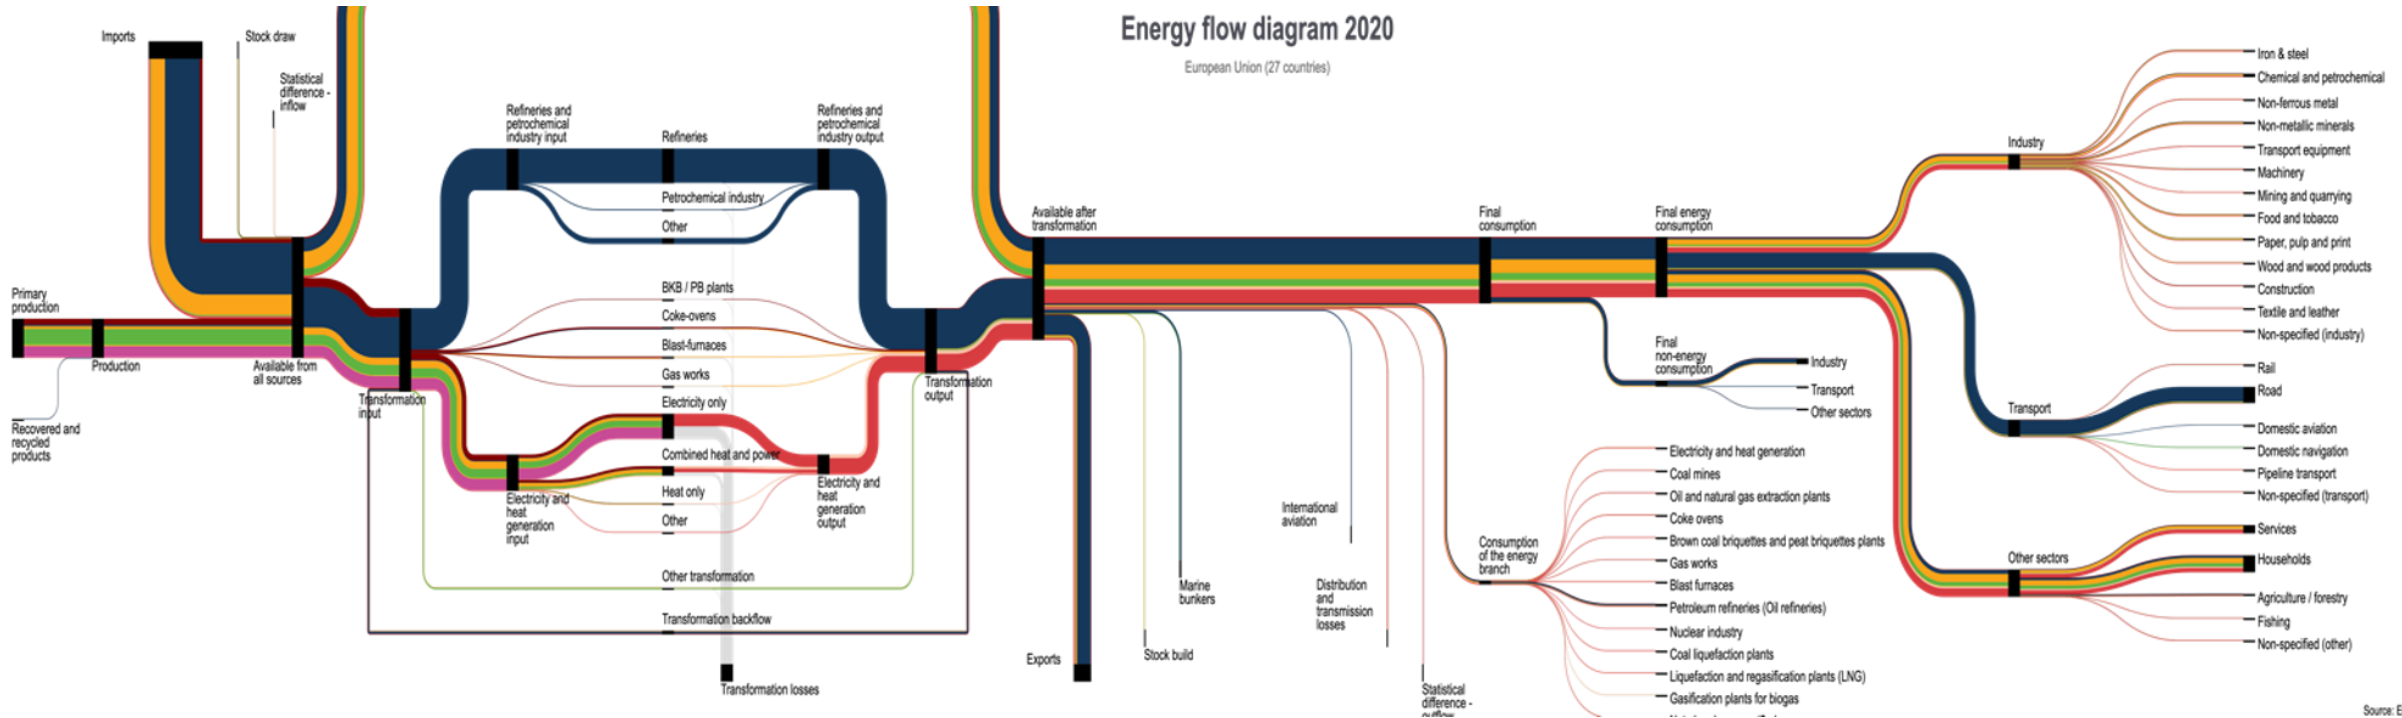 Energy flow diagram 2020
European Union (27 countries)
Imports
Stock draw
Statistical
difference -
inflow
Primary
production
Production
Recovered and
recycled
products
Available from
all sources
Transformation
input
Refineries and
petrochemical
industry input
Refineries
Petrochemical industry
Other
Refineries and
petrochemical
industry output
BKB / PB plants
Coke-ovens
Blast-furnaces
Gas works
Electricity only
Combined heat and power
Heat only
Other
Electricity and
heat
generation
input
Electricity and
heat
generation
output
Other transformation
Transformation backflow
Transformation losses
Transformation
output
Available after
transformation
Exports
Stock build
Marine
bunkers
International
aviation
Distribution
and
transmission
losses
Statistical
difference -
outflow
Final
consumption
Final energy
consumption
Final
non-energy
consumption
Industry
Transport
Other sectors
Consumption
of the energy
branch
Electricity and heat generation
Coal mines
Oil and natural gas extraction plants
Coke ovens
Brown coal briquettes and peat briquettes plants
Gas works
Blast furnaces
Petroleum refineries (Oil refineries)
Nuclear industry
Coal liquefaction plants
Liquefaction and regasification plants (LNG)
Gasification plants for biogas
Industry
Iron & steel
Chemical and petrochemical
Non-ferrous metal
Non-metallic minerals
Transport equipment
Machinery
Mining and quarrying
Food and tobacco
Paper, pulp and print
Wood and wood products
Construction
Textile and leather
Non-specified (industry)
Transport
Rail
Road
Domestic aviation
Domestic navigation
Pipeline transport
Non-specified (transport)
Other sectors
Services
Households
Agriculture / forestry
Fishing
Non-specified (other)
Source: E